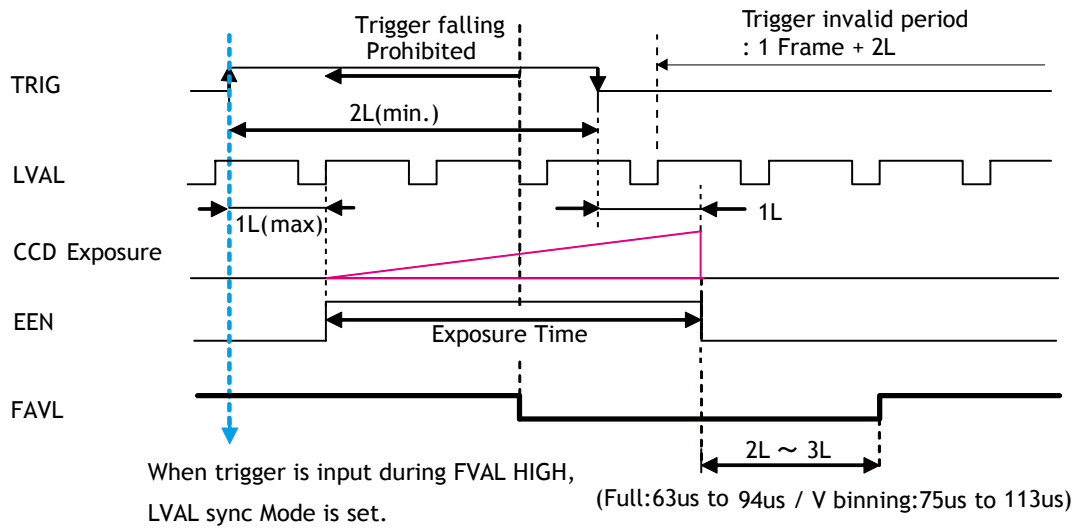 Trigger falling
Prohibited
Trigger invalid period
: 1 Frame + 2L
TRIG
2L(min.)
LVAL
1L(max)
1L
CCD Exposure
EEN
Exposure Time
FAVL
2L ～ 3L
When trigger is input during FVAL HIGH,
LVAL sync Mode is set.
(Full:63us to 94us / V binning:75us to 113us)